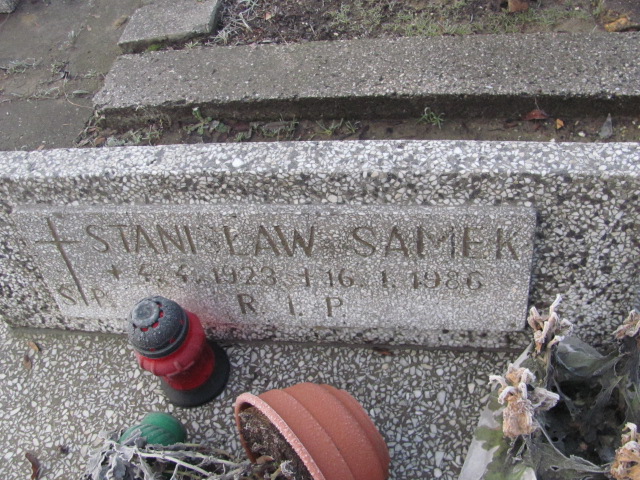 STANISŁAW SAMEK
* 4.4.1923 † 16.1.1986
Ś P R. I. P